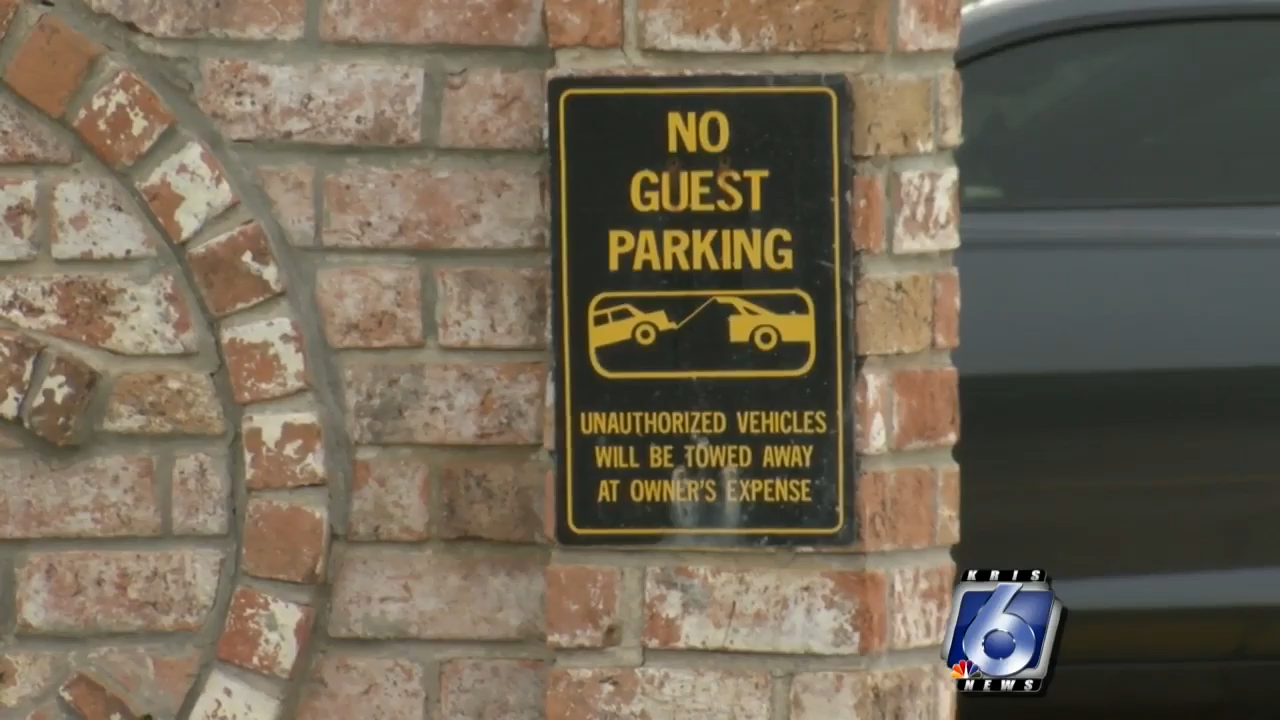 NO
GUEST
PARKING
UNAUTHORIZED VEHICLES
WILL BE TOWED AWAY
AT OWNER'S EXPENSE
KRIS
6
NEWS